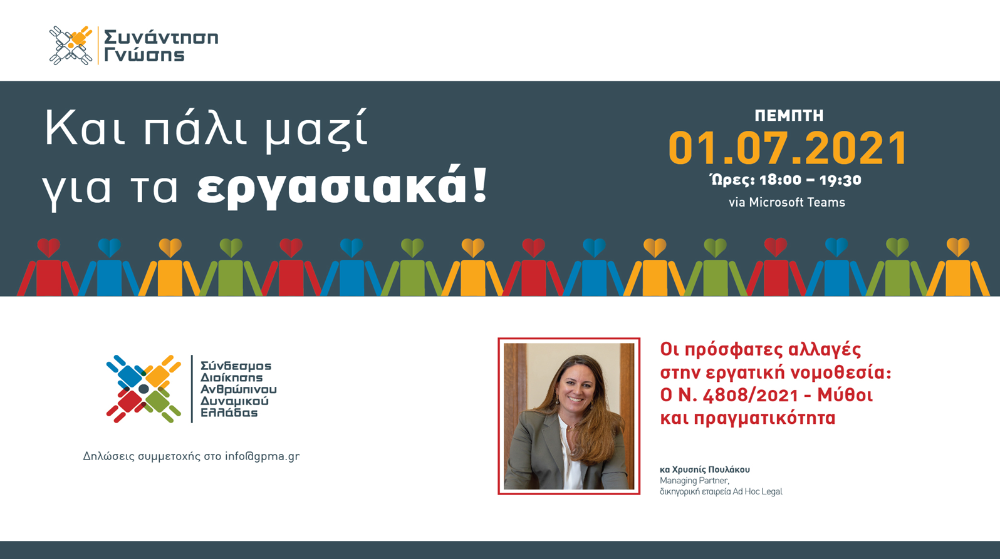 Συνάντηση
Γνώσης
Και πάλι μαζί
για τα εργασιακά!
ΠΕΜΠΤΗ
01.07.2021
Ώρες: 18:00 – 19:30
via Microsoft Teams
Σύνδεσμος
Διοίκησης
Ανθρώπινου
Δυναμικού
Ελλάδας
Δηλώσεις συμμετοχής στο info@gpma.gr
Οι πρόσφατες αλλαγές
στην εργατική νομοθεσία:
Ο Ν. 4808/2021 - Μύθοι
και πραγματικότητα
κα Χρυσηίς Πουλάκου
Managing Partner,
δικηγορική εταιρεία Ad Hoc Legal